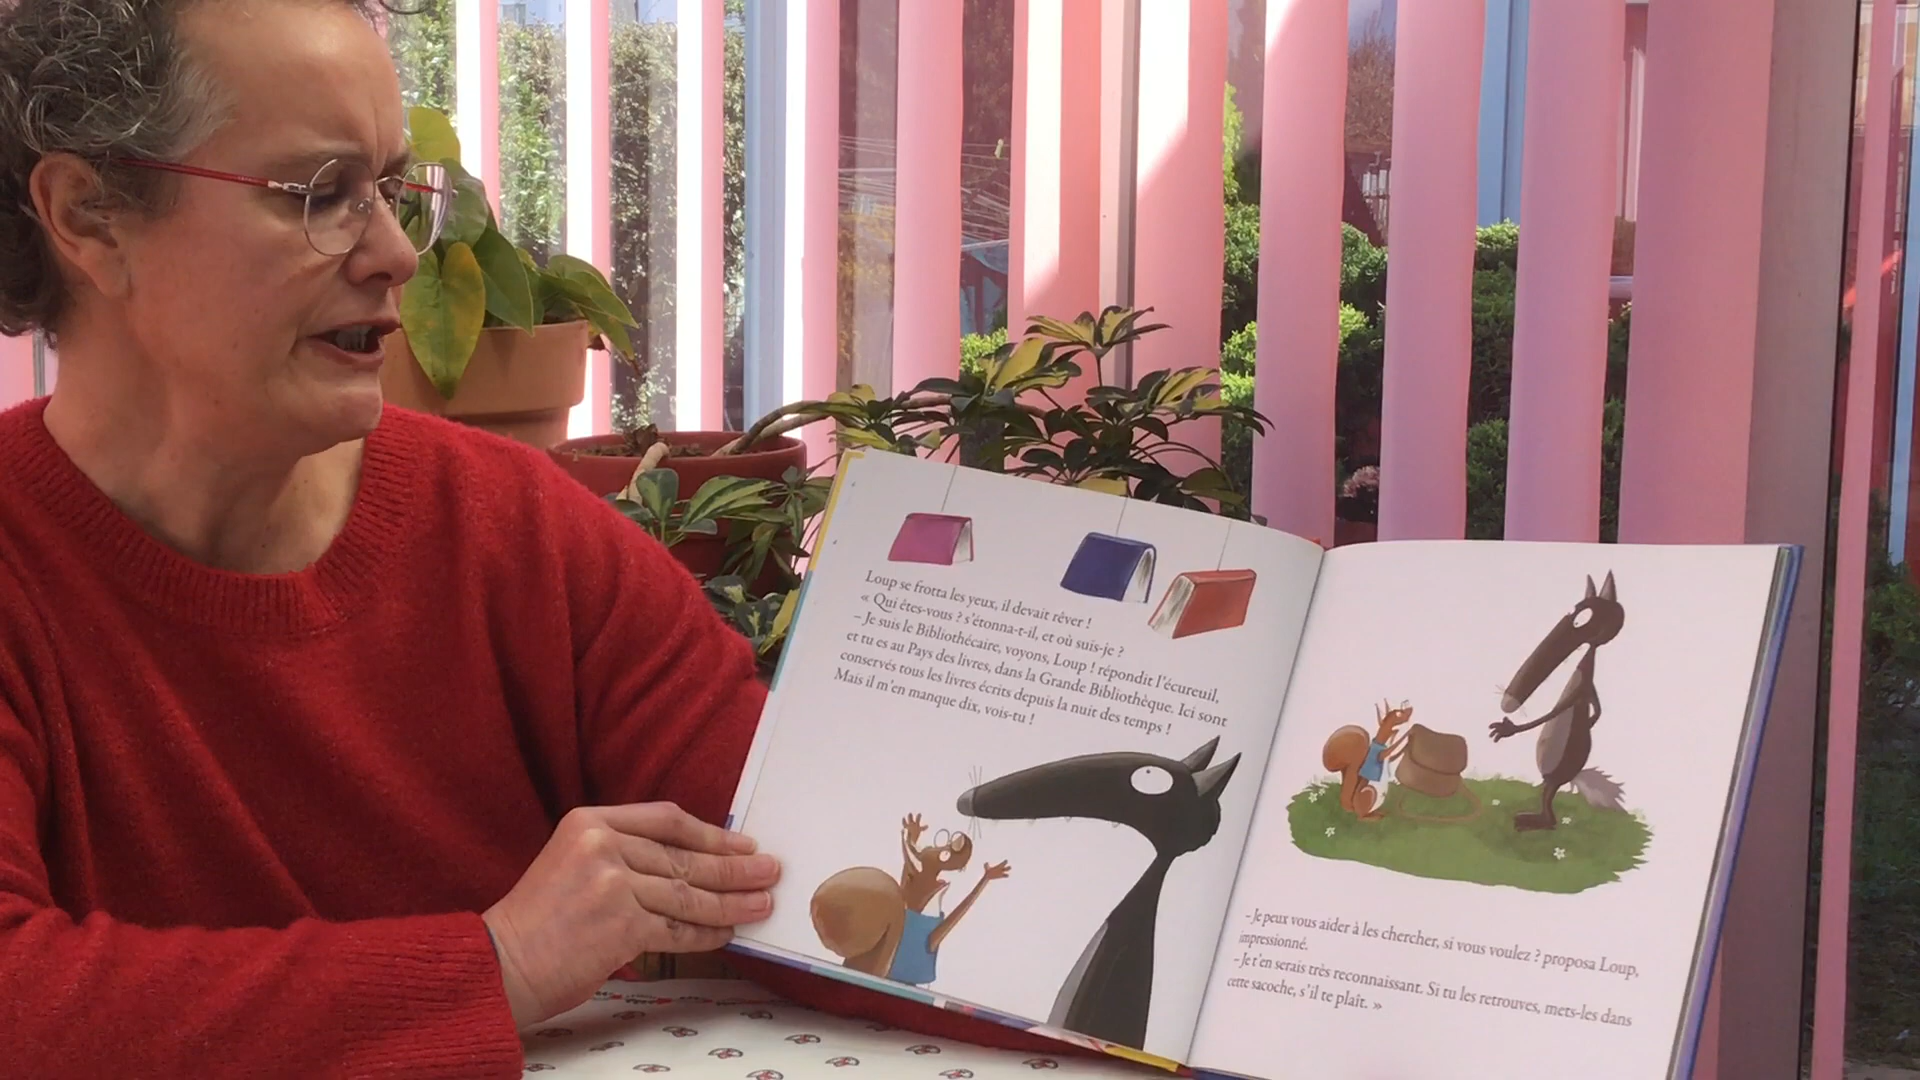 Loup se frotta les yeux, il devait rêver !
« Qui êtes-vous ? s'étonna-t-il, et où suis-je ?
– Je suis le Bibliothécaire, voyons, Loup ! répondit l'écureuil,
et tu es au Pays des livres, dans la Grande Bibliothèque. Ici sont
conservés tous les livres écrits depuis la nuit des temps !
Mais il m'en manque dix, vois-tu !
– Je peux vous aider à les chercher, si vous voulez ? proposa Loup,
impressionné.
– Je t'en serais très reconnaissant. Si tu les retrouves, mets-les dans
cette sacoche, s'il te plaît. »